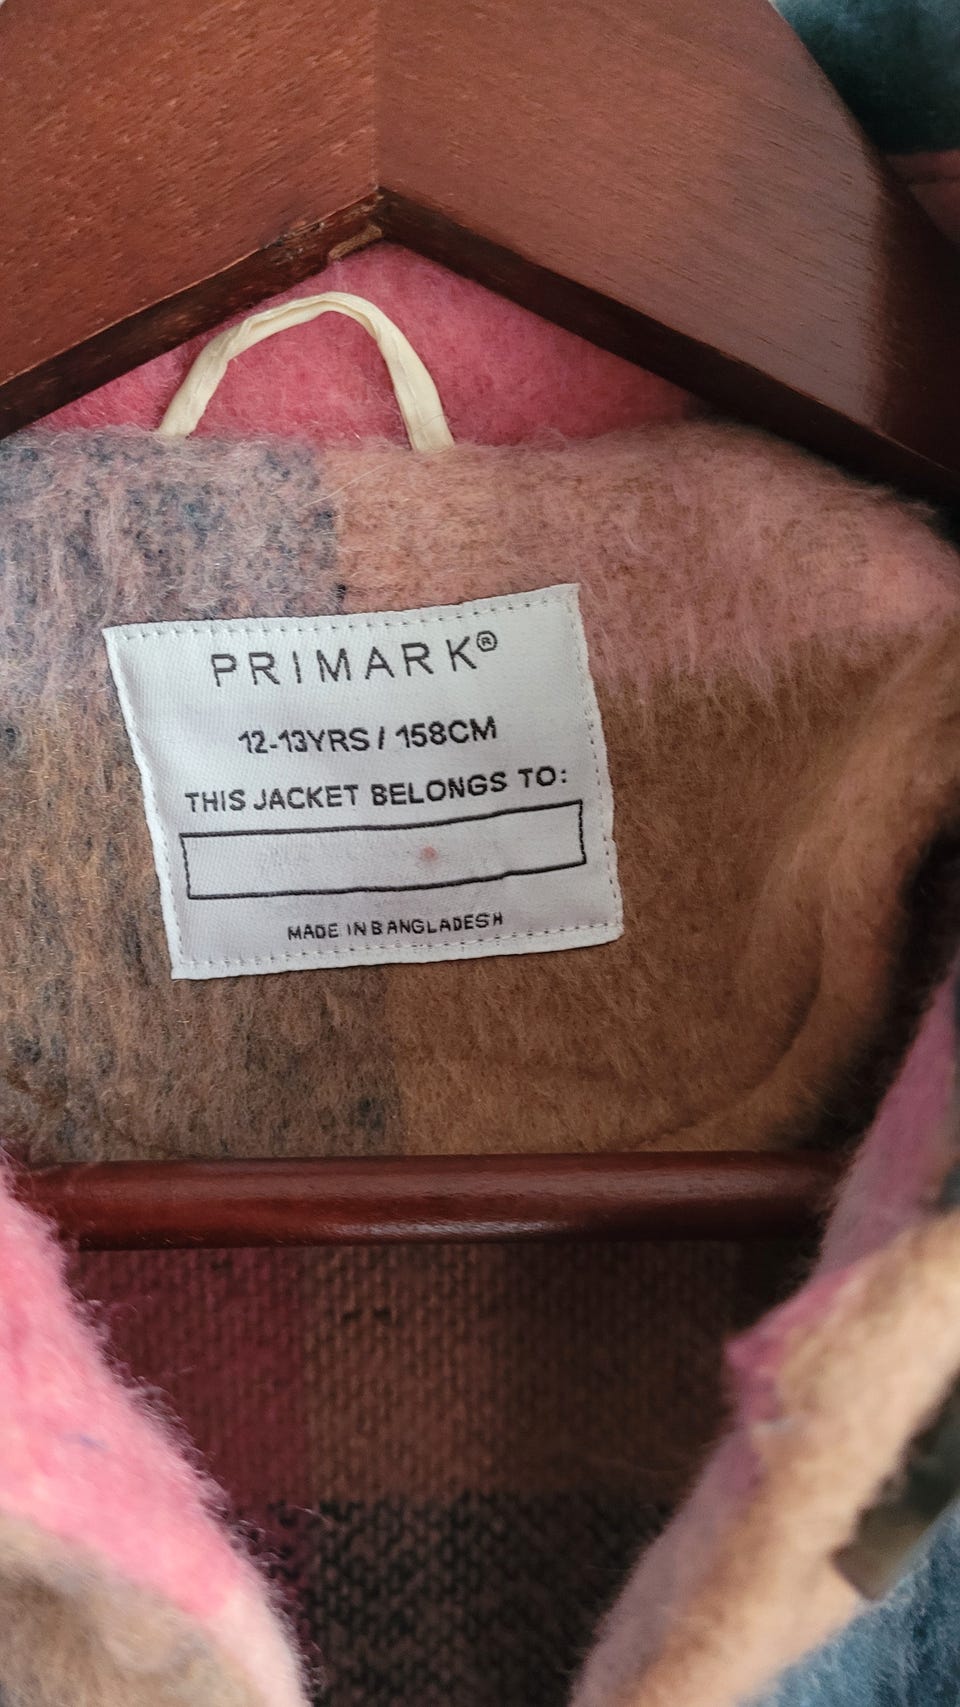 PRIMARK®
12-13YRS / 158CM
THIS JACKET BELONGS TO:
MADE IN BANGLADESH